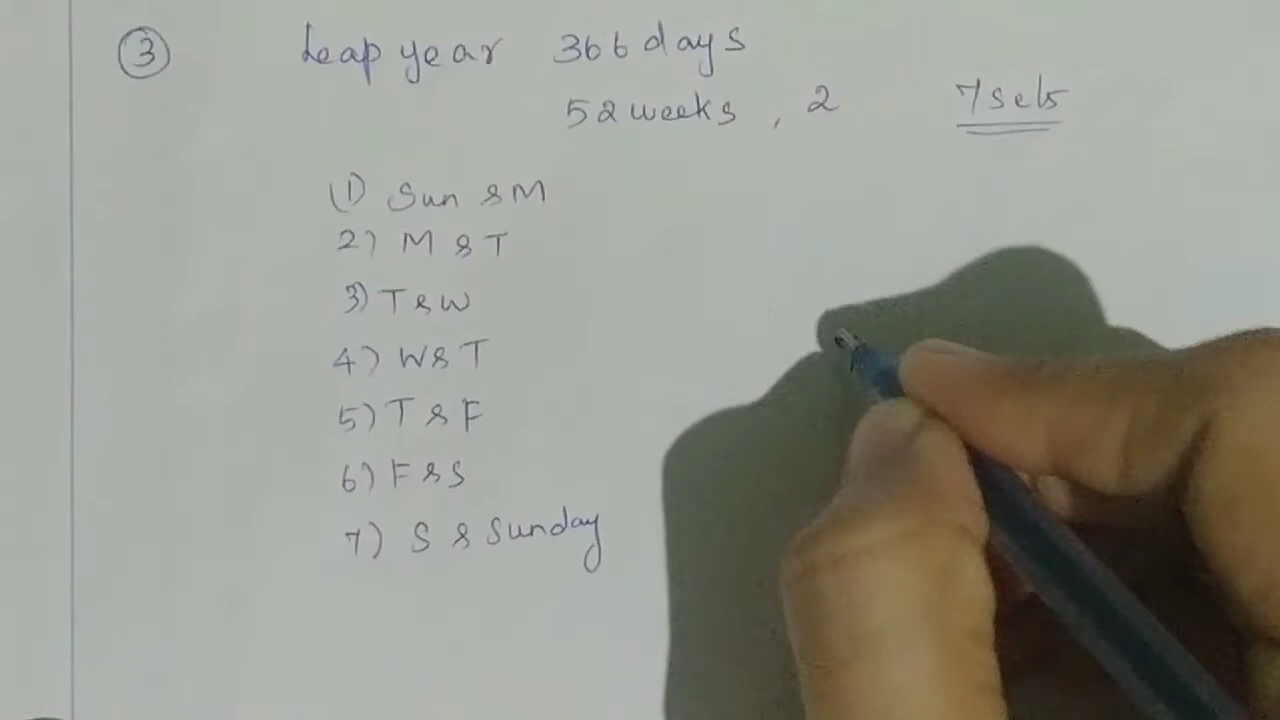 ③ Leap year 366 days
52 weeks , 2 7 sets
(1) Sun & M
2) M & T
3) T & W
4) W & T
5) T & F
6) F & S
7) S & Sunday